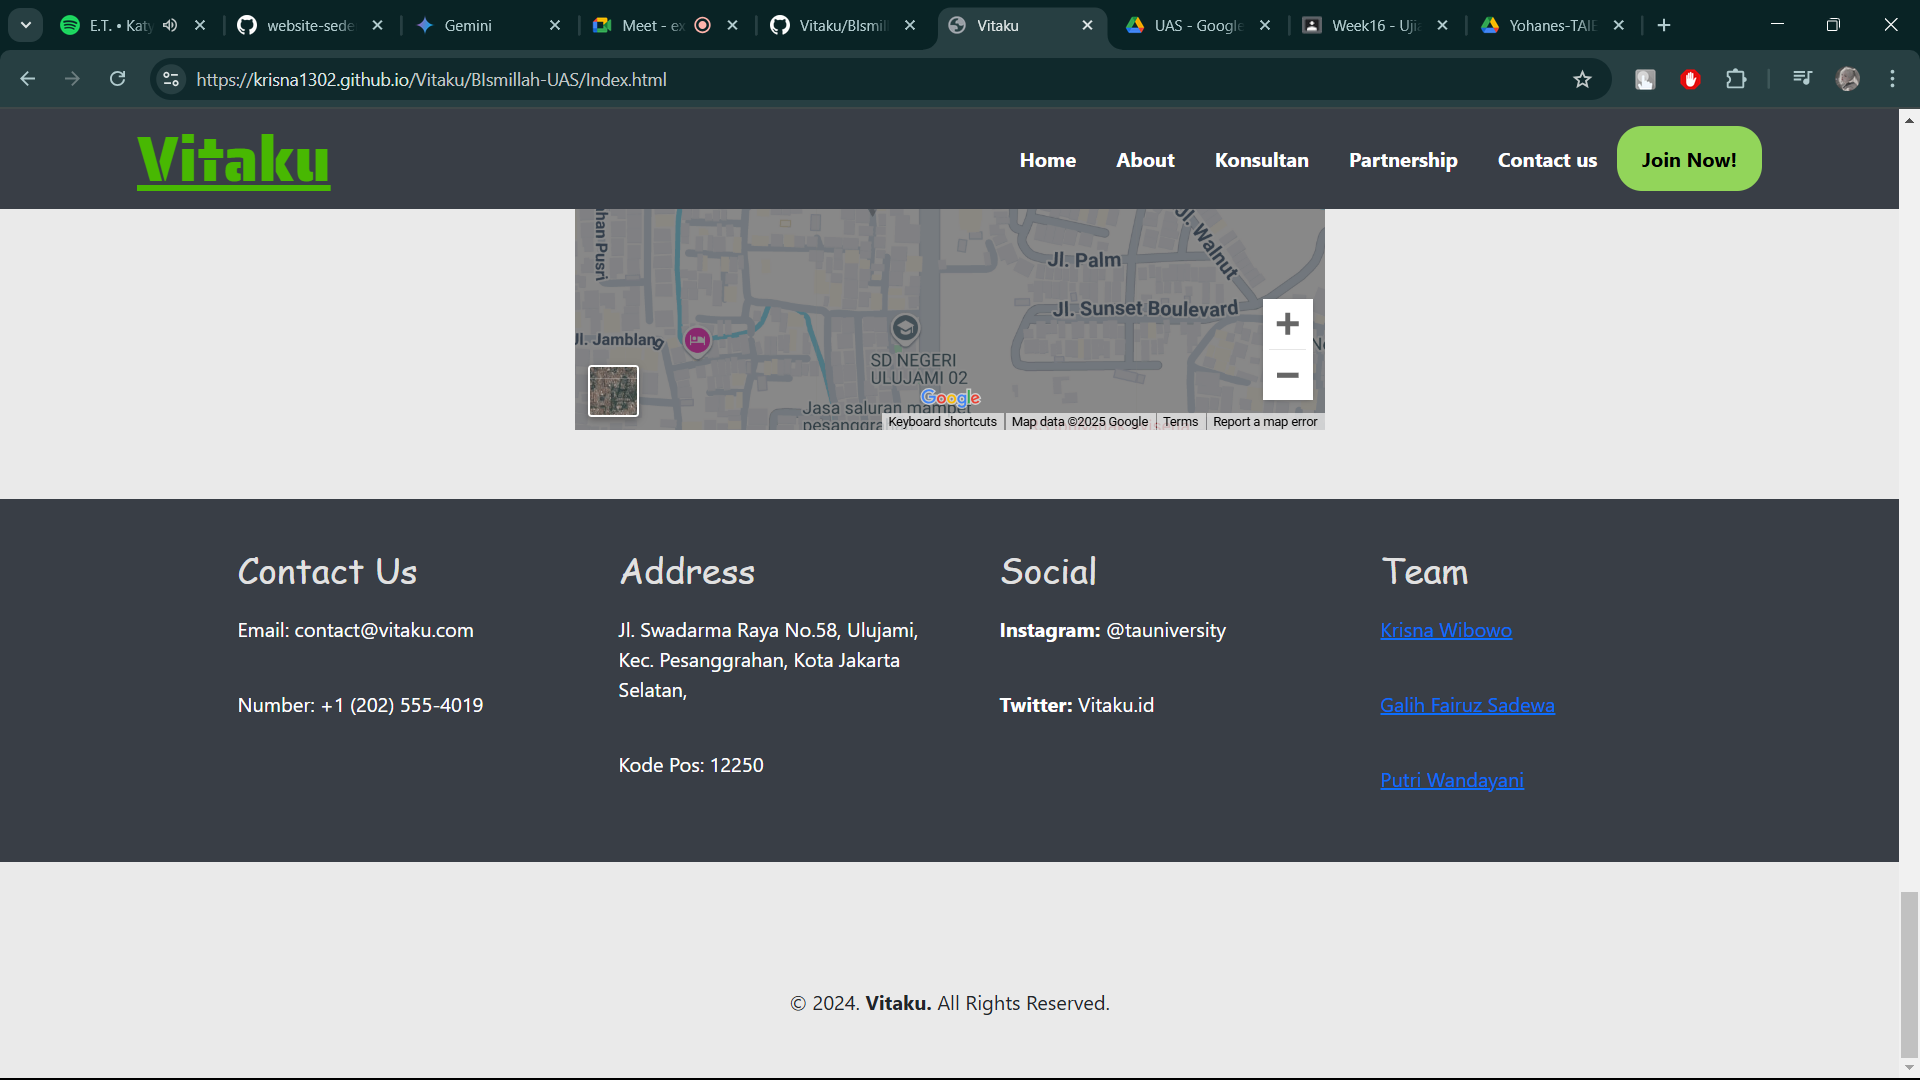 E.T. • Katy
website-sede
Gemini
Meet - ex
Vitaku/BIsmill
Vitaku
UAS - Google
Week16 - Ujia
Yohanes-TAIE
https://krisna1302.github.io/Vitaku/BIsmillah-UAS/Index.html
Vitaku
Home
About
Konsultan
Partnership
Contact us
Join Now!
han Pusri
Jl. Walnut
Jl. Palm
Jl. Sunset Boulevard
Jl. Jamblang
SD NEGERI
ULUJAMI 02
Jasa saluran mampet
pesanggra
Google
Keyboard shortcuts
Map data ©2025 Google
Terms
Report a map error
Contact Us
Email: contact@vitaku.com
Number: +1 (202) 555-4019
Address
Jl. Swadarma Raya No.58, Ulujami,
Kec. Pesanggrahan, Kota Jakarta
Selatan,
Kode Pos: 12250
Social
Instagram: @tauniversity
Twitter: Vitaku.id
Team
Krisna Wibowo
Galih Fairuz Sadewa
Putri Wandayani
© 2024. Vitaku. All Rights Reserved.